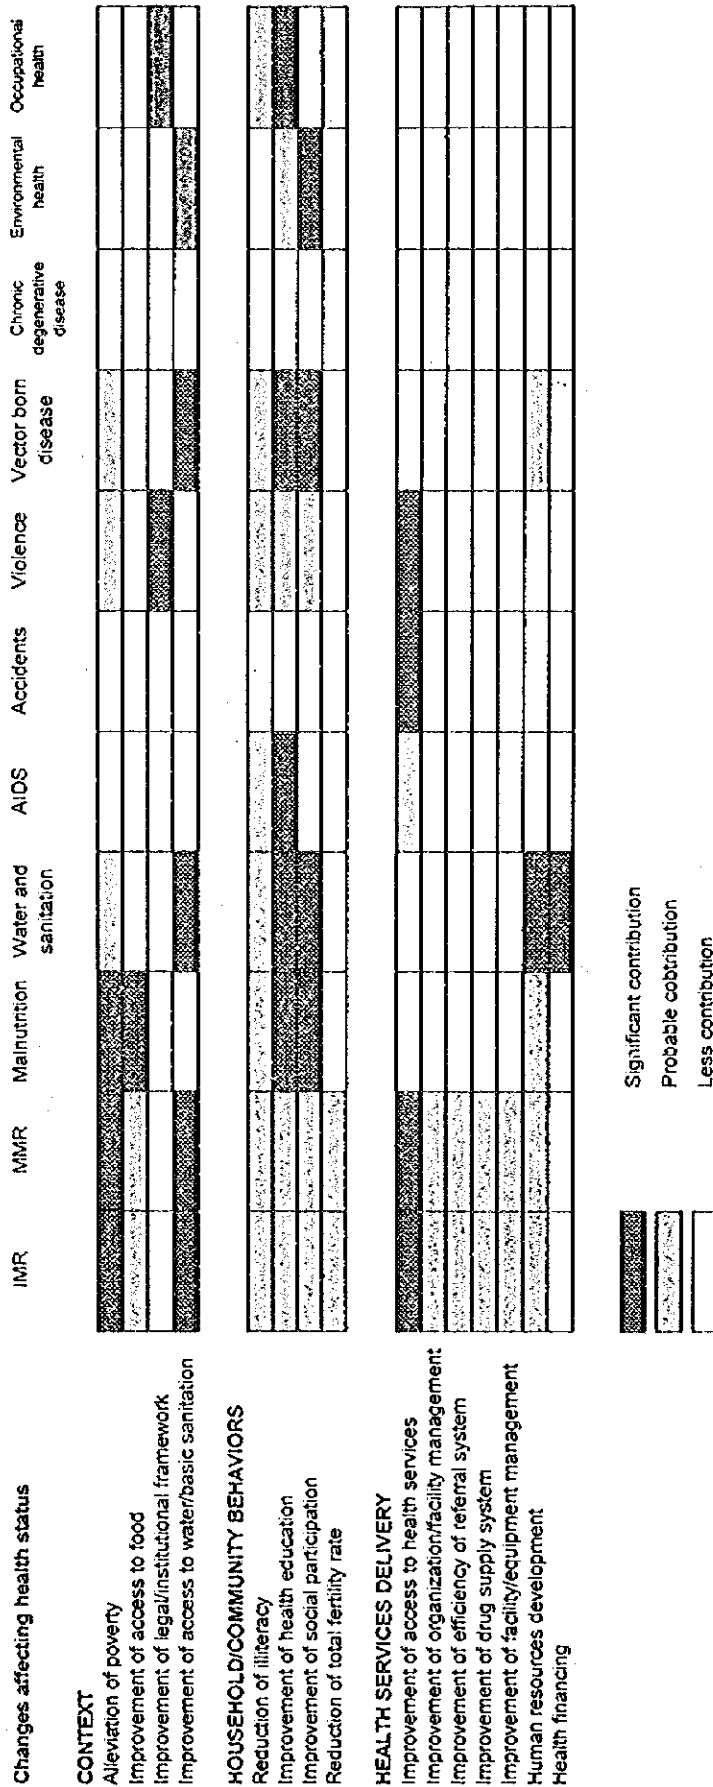 Changes affecting health status
IMR
MMR
Malnutrition
Water and
sanitation
AIDS
Accidents
Violence
Vector born
disease
Chronic
degenerative
disease
Environmental
health
Occupational
health
CONTEXT
Alleviation of poverty
Improvement of access to food
Improvement of legal/institutional framework
Improvement of access to water/basic sanitation
HOUSEHOLD/COMMUNITY BEHAVIORS
Reduction of illiteracy
Improvement of health education
Improvement of social participation
Reduction of total fertility rate
HEALTH SERVICES DELIVERY
Improvement of access to health services
Improvement of organization/facility management
Improvement of efficiency of referral system
Improvement of drug supply system
Improvement of facility/equipment management
Human resources development
Health financing
Significant contribution
Probable cobtribution
Less contribution